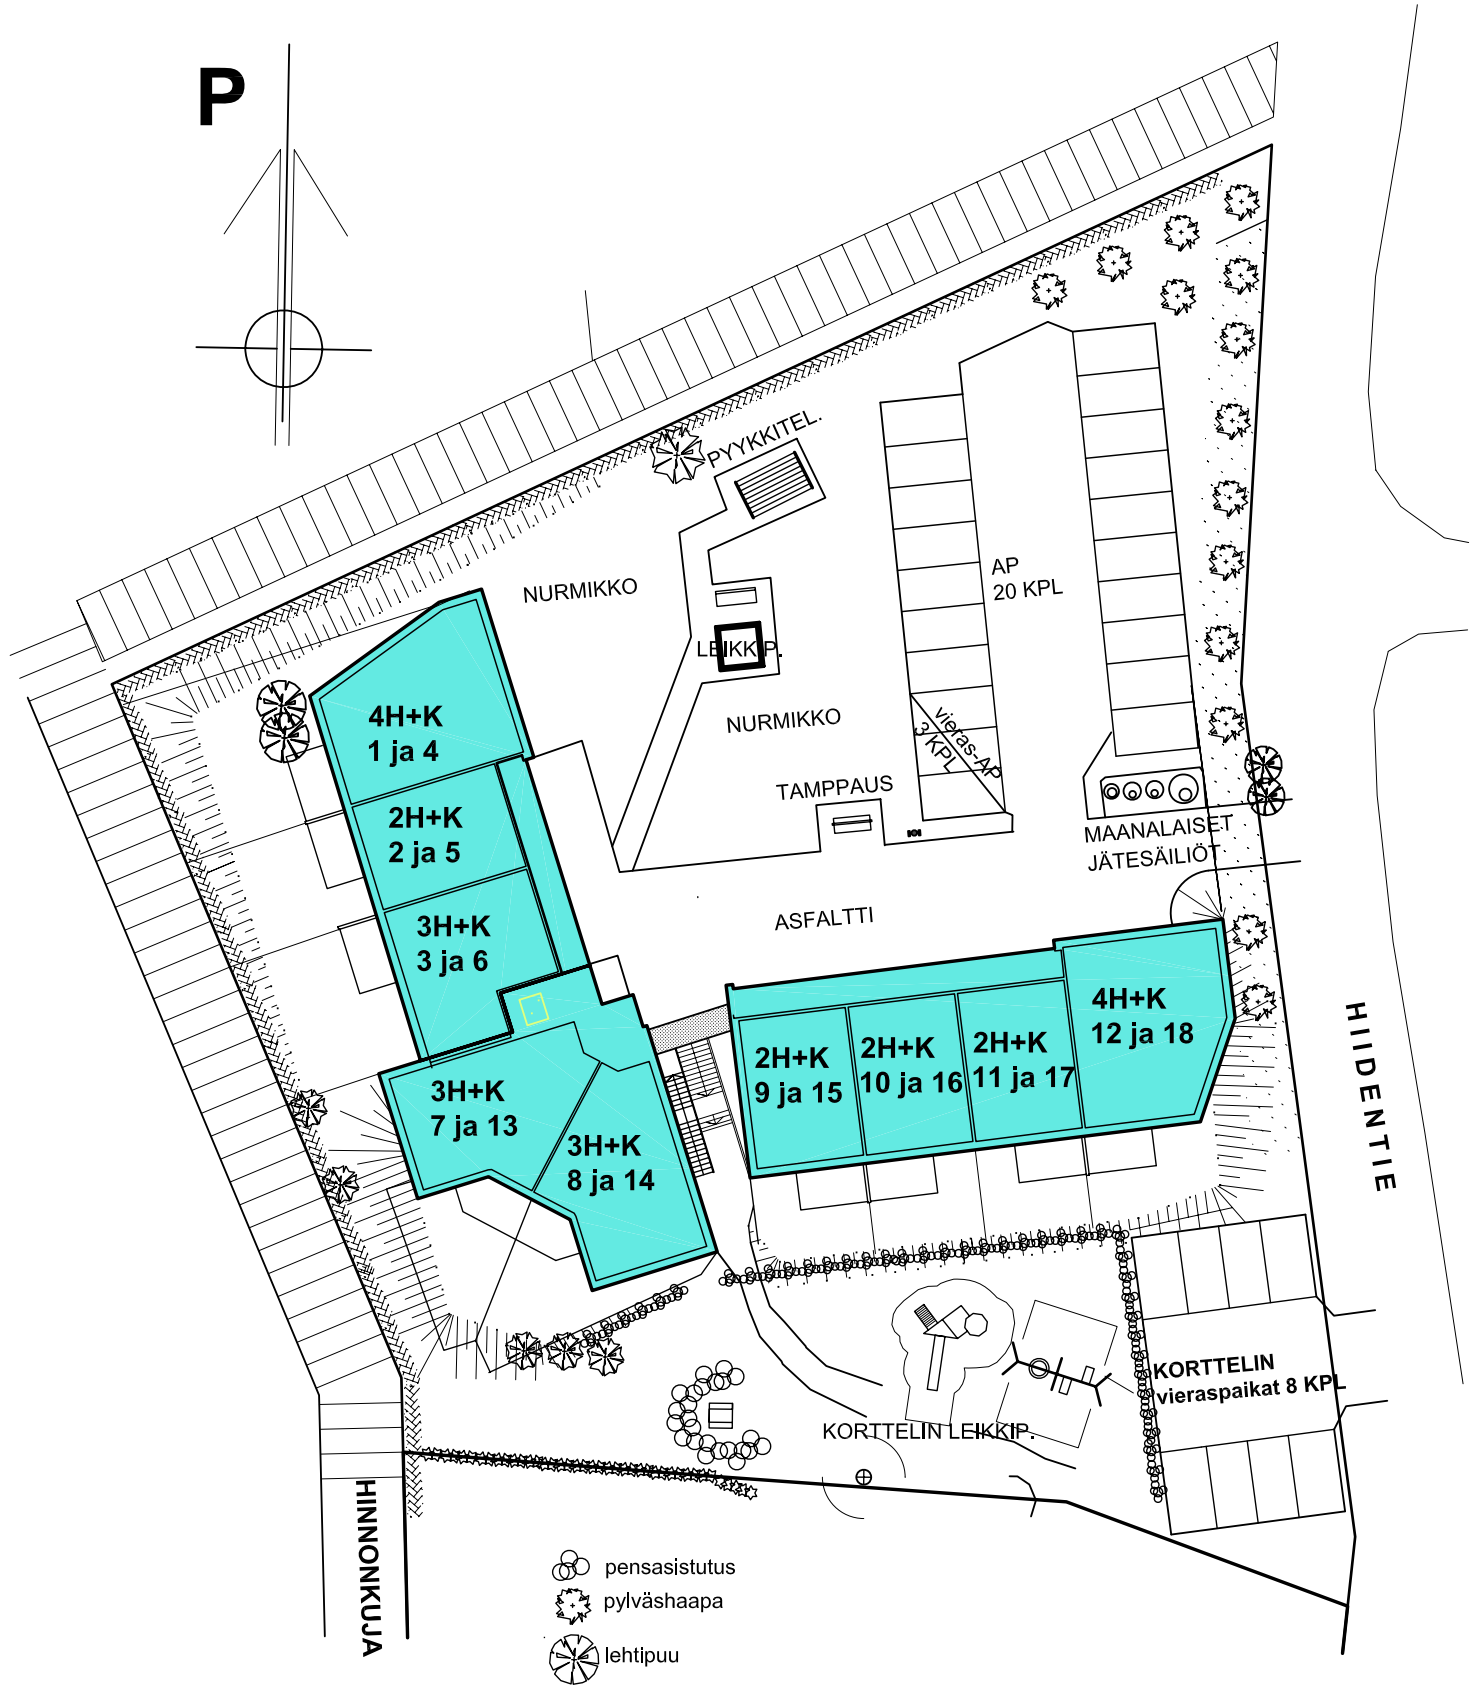 P
PYYKKITEL.
NURMIKKO
AP
20 KPL
LEIKKIP.
4H+K
1 ja 4
NURMIKKO
vieras-AP
3 KPL
TAMPPAUS
2H+K
2 ja 5
MAANALAISET
JÄTESÄILIÖT
3H+K
3 ja 6
ASFALTTI
4H+K
12 ja 18
2H+K
9 ja 15
2H+K
10 ja 16
2H+K
11 ja 17
HIIDENTIE
3H+K
7 ja 13
3H+K
8 ja 14
KORTTELIN
vieraspaikat 8 KPL
KORTTELIN LEIKKIP.
HINNONKUJA
pensasistutus
pylväshaapa
lehtipuu